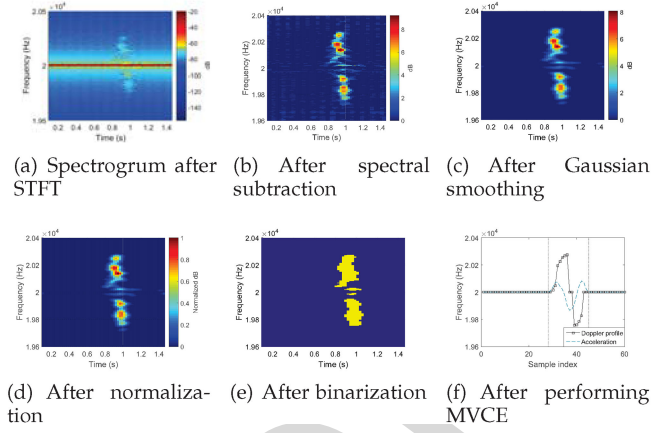 ×10⁴
2.05
2
1.95
Frequency (Hz)
0.2 0.4 0.6 0.8 1 1.2 1.4
Time (s)
-20
-40
-60
-80
-100
-120
-140
dB
(a) Spectrogrum after
STFT
×10⁴
2.04
2.02
2
1.98
1.96
Frequency (Hz)
0.2 0.4 0.6 0.8 1 1.2 1.4
Time (s)
8
6
4
2
0
dB
(b) After spectral
subtraction
×10⁴
2.04
2.02
2
1.98
1.96
Frequency (Hz)
0.2 0.4 0.6 0.8 1 1.2 1.4
Time (s)
8
6
4
2
0
dB
(c) After Gaussian
smoothing
×10⁴
2.04
2.02
2
1.98
1.96
Frequency (Hz)
0.2 0.4 0.6 0.8 1 1.2 1.4
Time (s)
1
0.8
0.6
0.4
0.2
0
Normalized dB
(d) After normaliza-
tion
×10⁴
2.04
2.02
2
1.98
1.96
Frequency (Hz)
0.2 0.4 0.6 0.8 1 1.2 1.4
Time (s)
(e) After binarization
×10⁴
2.04
2.02
2
1.98
1.96
Frequency (Hz)
0 20 40 60
Sample index
Doppler profile
Acceleration
(f) After performing
MVCE